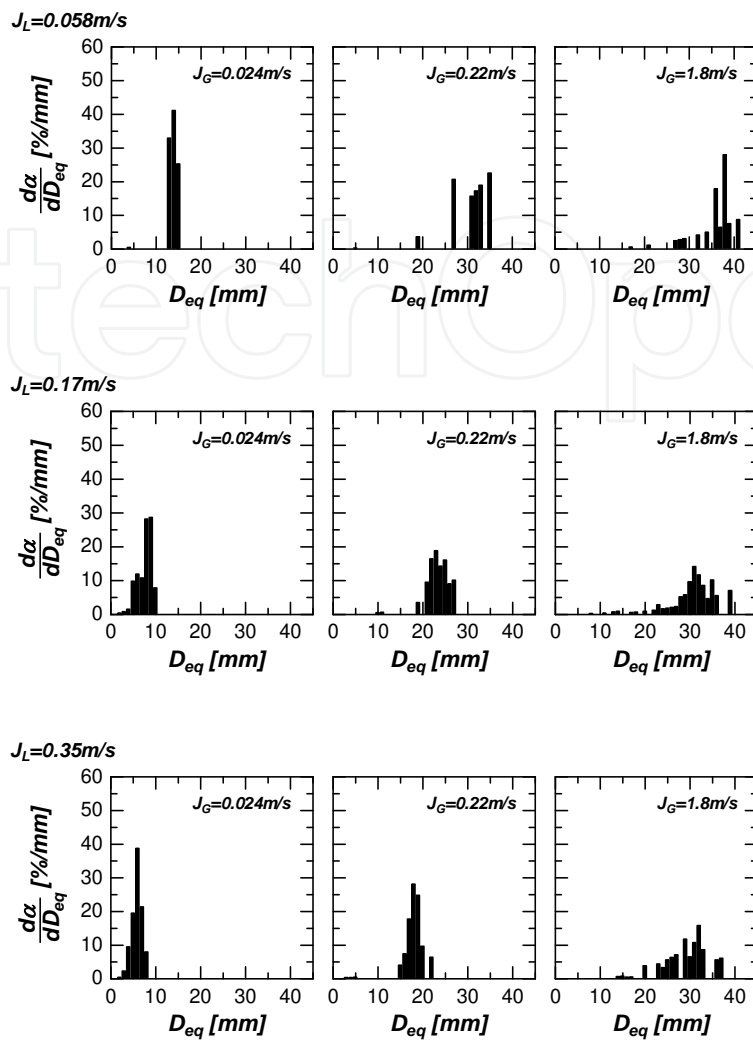 J_L=0.058m/s
J_G=0.024m/s J_G=0.22m/s J_G=1.8m/s
dα/dD_eq [%/mm]
60
50
40
30
20
10
0
0 10 20 30 40 0 10 20 30 40 0 10 20 30 40
D_eq [mm] D_eq [mm] D_eq [mm]
techOp
J_L=0.17m/s
J_G=0.024m/s J_G=0.22m/s J_G=1.8m/s
dα/dD_eq [%/mm]
60
50
40
30
20
10
0
0 10 20 30 40 0 10 20 30 40 0 10 20 30 40
D_eq [mm] D_eq [mm] D_eq [mm]
J_L=0.35m/s
J_G=0.024m/s J_G=0.22m/s J_G=1.8m/s
dα/dD_eq [%/mm]
60
50
40
30
20
10
0
0 10 20 30 40 0 10 20 30 40 0 10 20 30 40
D_eq [mm] D_eq [mm] D_eq [mm]